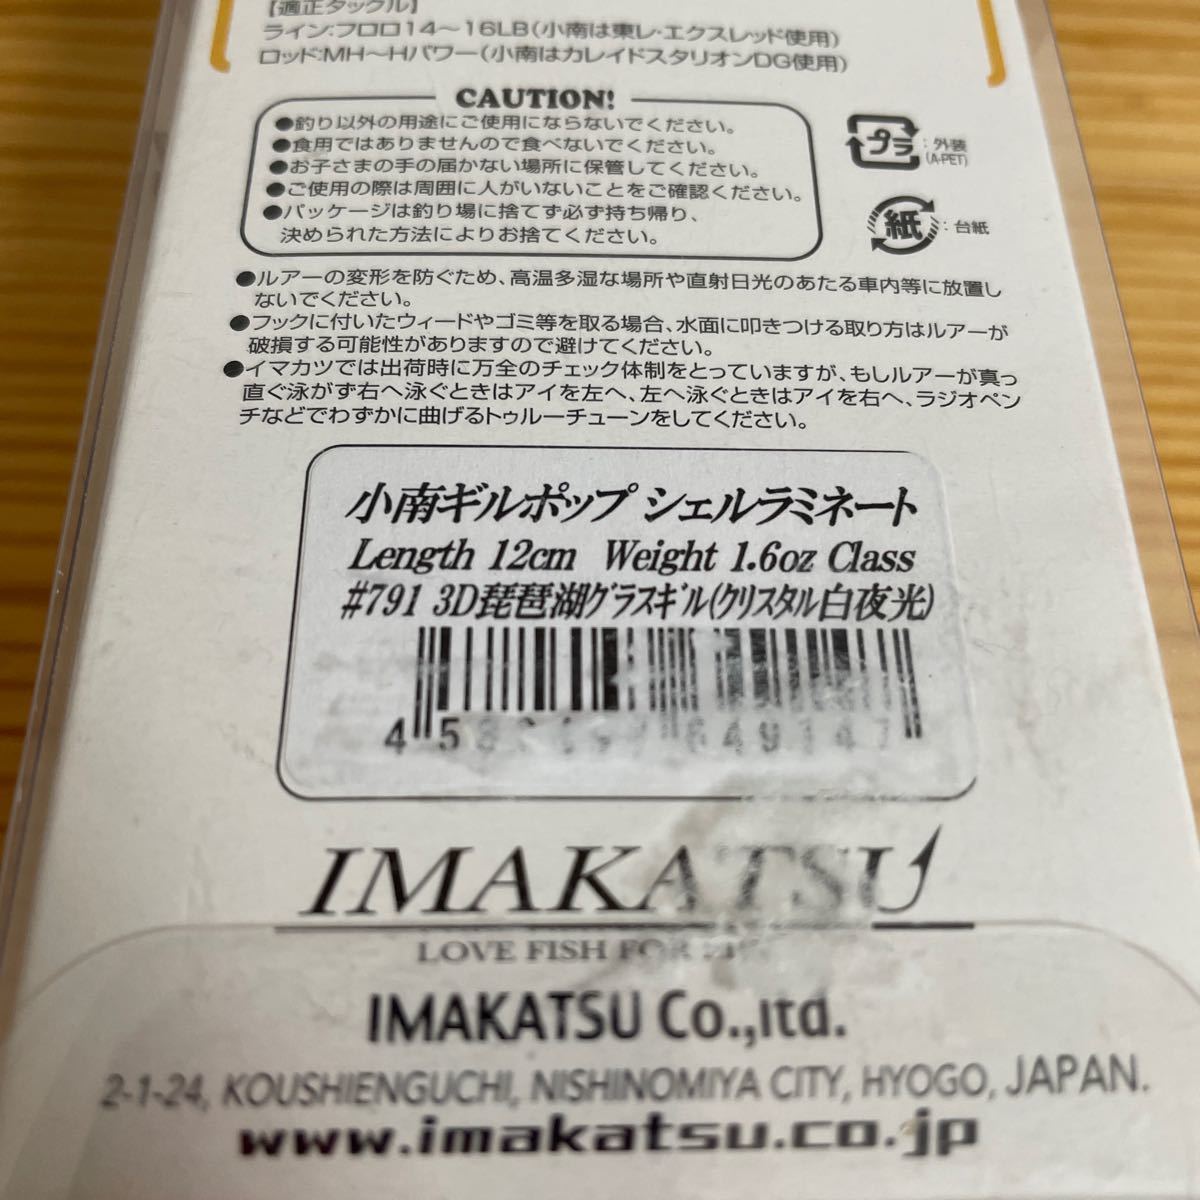 【適正タックル】
ライン:フロロ14〜16LB(小南は東レ・エクスレッド使用)
ロッド:MH〜Hパワー(小南はカレイドスタリオンDG使用)
CAUTION!
●釣り以外の用途にご使用にならないでください。
●食用ではありませんので食べないでください。
●お子さまの手の届かない場所に保管してください。
●ご使用の際は周囲に人がいないことをご確認ください。
●パッケージは釣り場に捨てず必ず持ち帰り、
決められた方法によりお捨てください。
プラ :外装
(A-PET)
紙 :台紙
●ルアーの変形を防ぐため、高温多湿な場所や直射日光のあたる車内等に放置し
ないでください。
●フックに付いたウィードやゴミ等を取る場合、水面に叩きつける取り方はルアーが
破損する可能性がありますので避けてください。
●イマカツでは出荷時に万全のチェック体制をとっていますが、もしルアーが真っ
直ぐ泳がず右へ泳ぐときはアイを左へ、左へ泳ぐときはアイを右へ、ラジオペン
チなどでわずかに曲げるトゥルーチューンをしてください。
小南ギルポップ シェルラミネート
Length 12cm Weight 1.6oz Class
#791 3D琵琶湖グラスギル(クリスタル白夜光)
IMAKATSU
LOVE FISH FOR
IMAKATSU Co.,ltd.
2-1-24, KOUSHIENGUCHI, NISHINOMIYA CITY, HYOGO, JAPAN.
www.imakatsu.co.jp